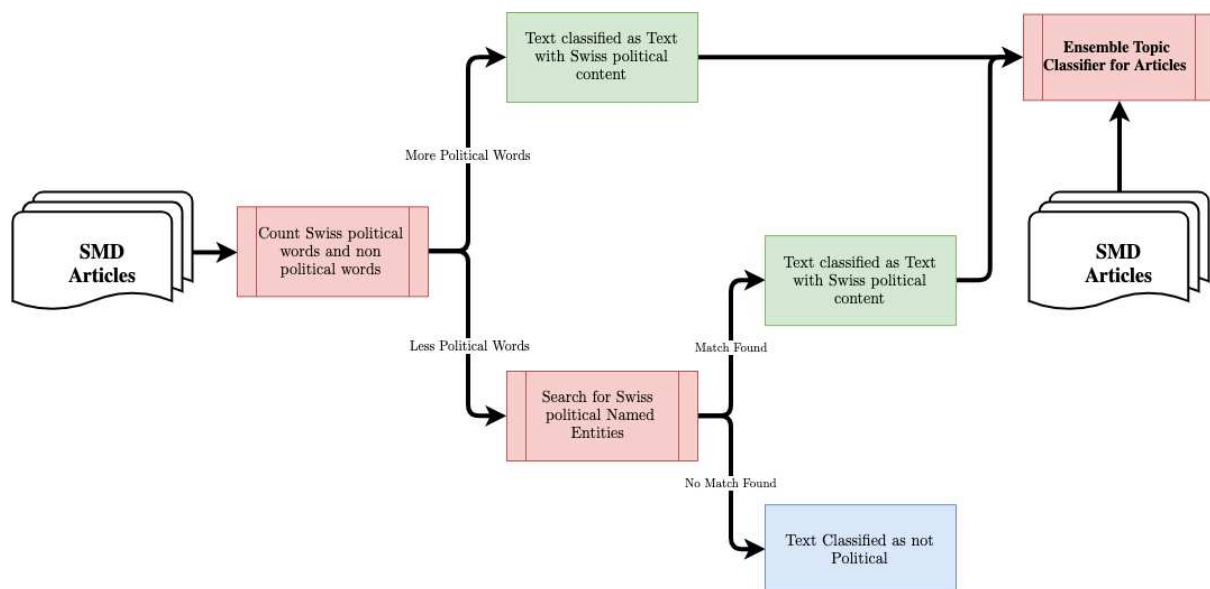 Text classified as Text
with Swiss political
content
Ensemble Topic
Classifier for Articles
More Political Words
SMD
Articles
Count Swiss political
words and non
political words
Text classified as Text
with Swiss political
content
SMD
Articles
Less Political Words
Match Found
Search for Swiss
political Named
Entities
No Match Found
Text Classified as not
Political